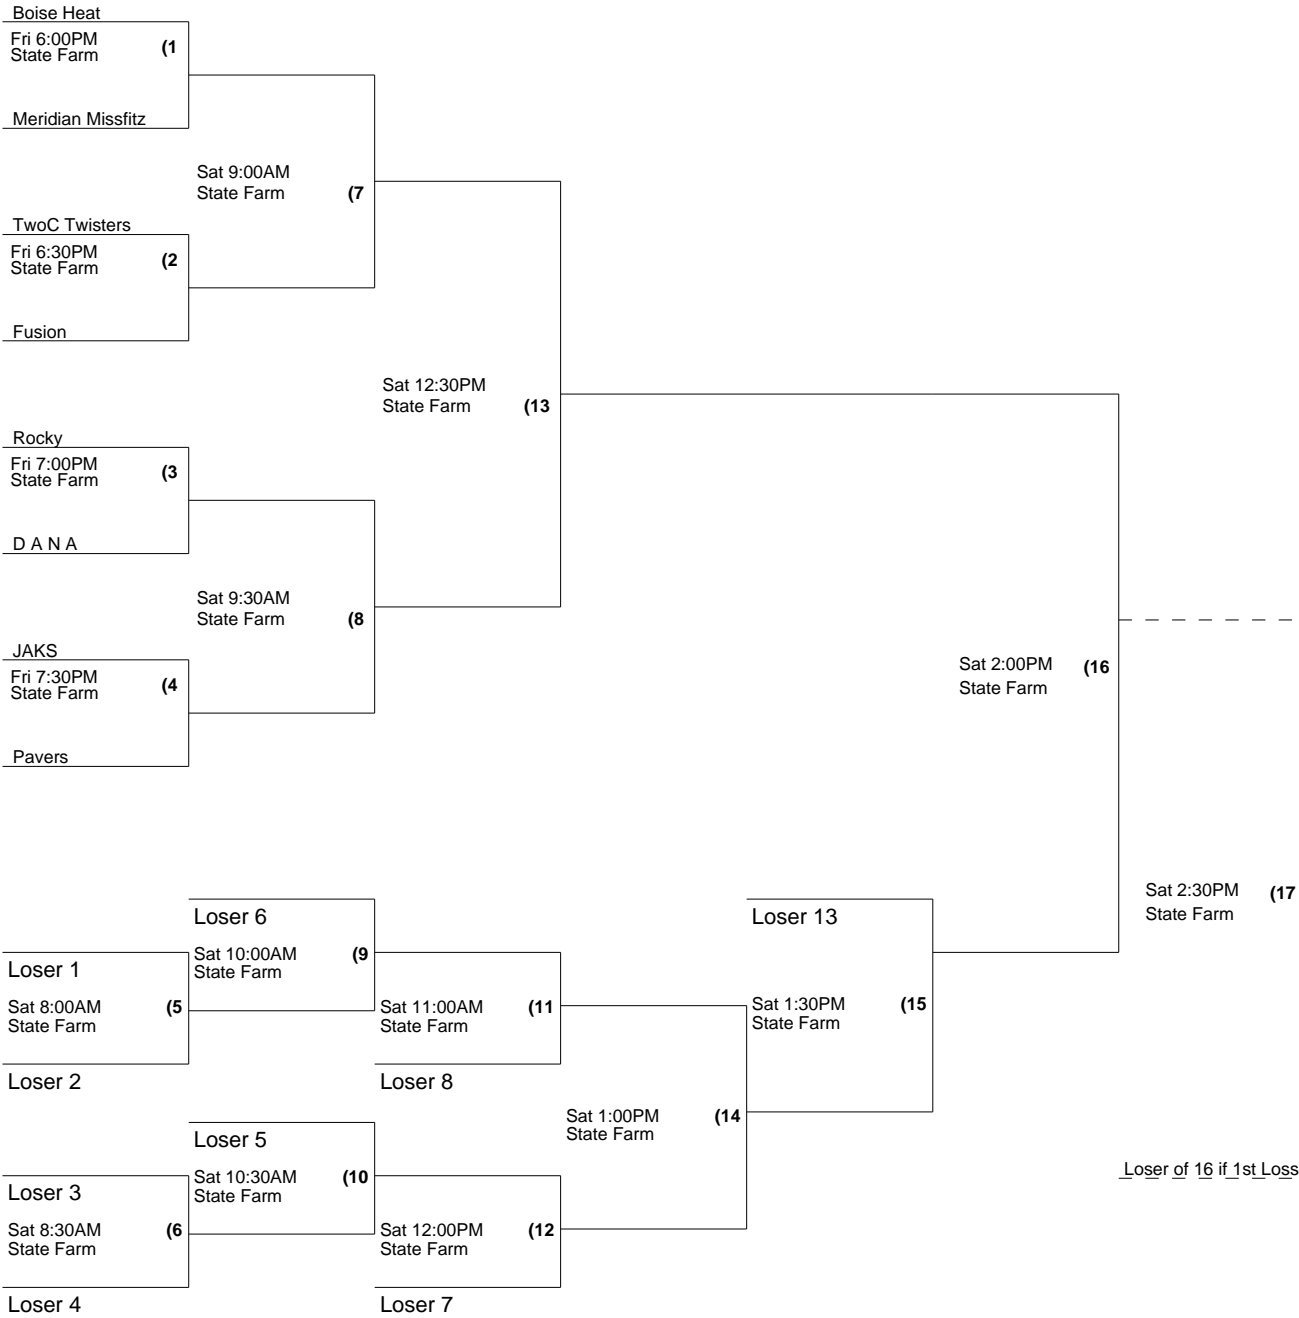 Boise Heat
Fri 6:00PM
State Farm
(1
Meridian Missfitz
Sat 9:00AM
State Farm
(7
TwoC Twisters
Fri 6:30PM
State Farm
(2
Fusion
Sat 12:30PM
State Farm
(13
Rocky
Fri 7:00PM
State Farm
(3
D A N A
Sat 9:30AM
State Farm
(8
JAKS
Fri 7:30PM
State Farm
(4
Pavers
Sat 2:00PM
State Farm
(16
Sat 2:30PM
State Farm
(17
Loser 6
Sat 10:00AM
State Farm
(9
Loser 1
Sat 8:00AM
State Farm
(5
Loser 2
Sat 11:00AM
State Farm
(11
Loser 8
Loser 13
Sat 1:30PM
State Farm
(15
Sat 1:00PM
State Farm
(14
Loser 5
Sat 10:30AM
State Farm
(10
Loser 3
Sat 8:30AM
State Farm
(6
Loser 4
Sat 12:00PM
State Farm
(12
Loser 7
Loser of 16 if 1st Loss